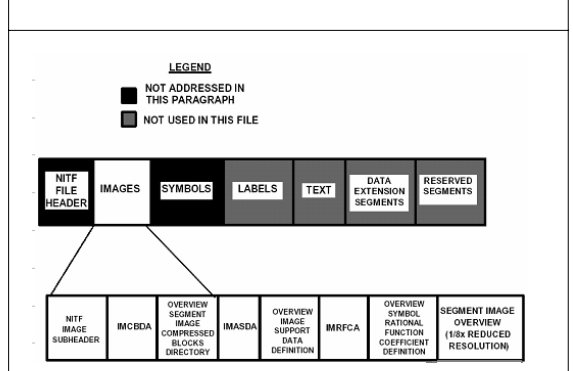 LEGEND
NOT ADDRESSED IN
THIS PARAGRAPH
NOT USED IN THIS FILE
NITF
FILE
HEADER
IMAGES
SYMBOLS
LABELS
TEXT
DATA
EXTENSION
SEGMENTS
RESERVED
SEGMENTS
NITF
IMAGE
SUBHEADER
IMCBDA
OVERVIEW
SEGMENT
IMAGE
COMPRESSED
BLOCKS
DIRECTORY
IMASDA
OVERVIEW
IMAGE
SUPPORT
DATA
DEFINITION
IMRFCA
OVERVIEW
SYMBOL
RATIONAL
FUNCTION
COEFFICIENT
DEFINITION
SEGMENT IMAGE
OVERVIEW
(1/8x REDUCED
RESOLUTION)